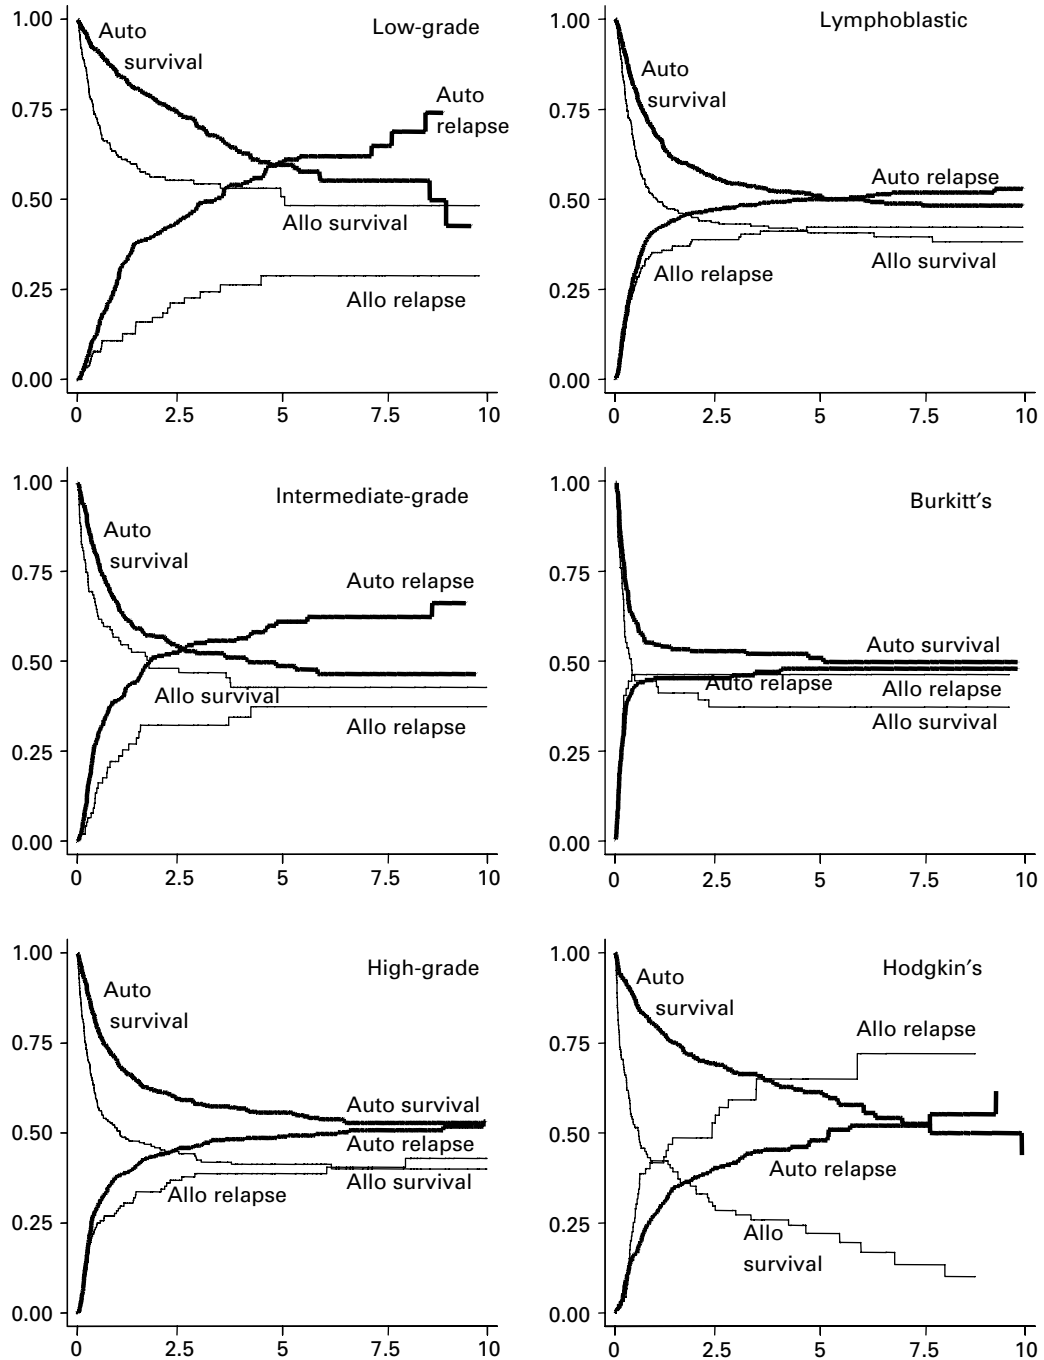 1.00
Auto
survival
Low-grade
0.75
Auto
relapse
0.50
Allo survival
0.25
Allo relapse
0.00
0 2.5 5 7.5 10
1.00
Lymphoblastic
Auto
survival
0.75
Auto relapse
0.50
Allo relapse
Allo survival
0.25
0.00
0 2.5 5 7.5 10
1.00
Intermediate-grade
Auto
survival
0.75
Auto relapse
0.50
Allo survival
Allo relapse
0.25
0.00
0 2.5 5 7.5 10
1.00
Burkitt's
0.75
Auto survival
0.50
Auto relapse
Allo relapse
Allo survival
0.25
0.00
0 2.5 5 7.5 10
1.00
High-grade
Auto
survival
0.75
Auto survival
0.50
Auto relapse
Allo relapse
Allo survival
0.25
0.00
0 2.5 5 7.5 10
1.00
Hodgkin's
Auto
survival
Allo relapse
0.75
0.50
Auto relapse
0.25
Allo
survival
0.00
0 2.5 5 7.5 10